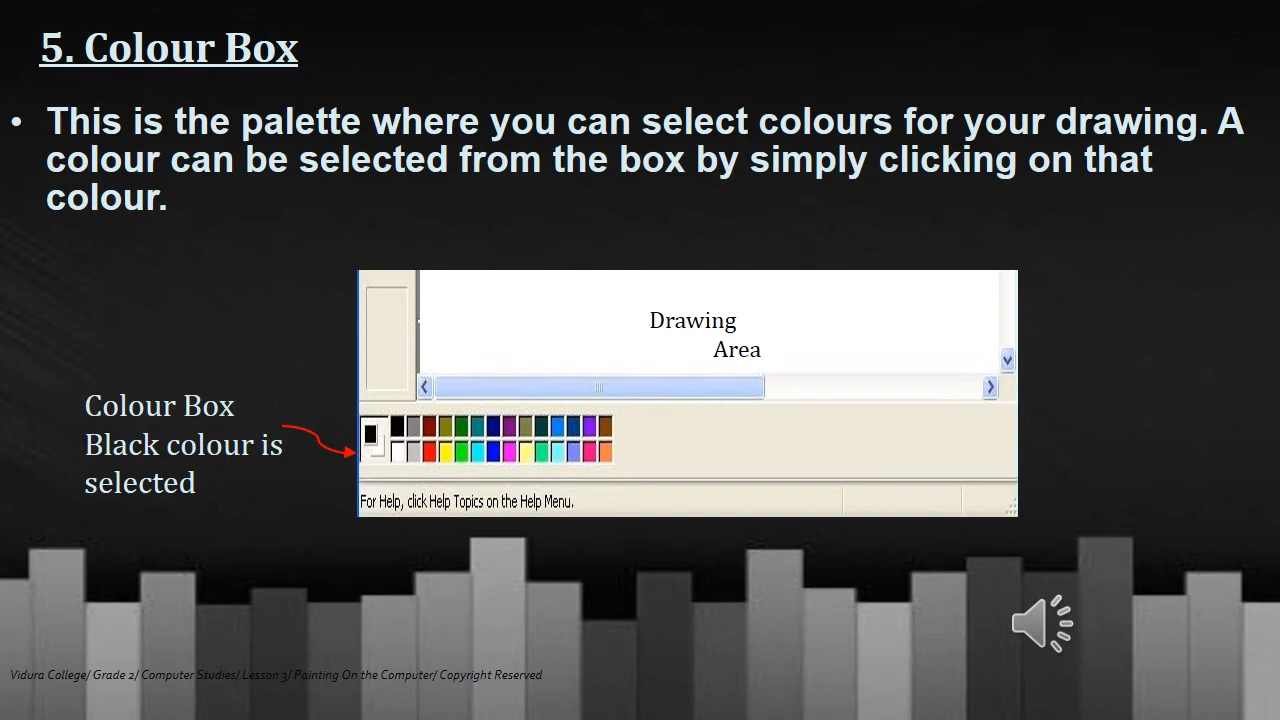 5. Colour Box
• This is the palette where you can select colours for your drawing. A
colour can be selected from the box by simply clicking on that
colour.
Drawing
Area
Colour Box
Black colour is
selected
For Help, click Help Topics on the Help Menu.
Vidura College/ Grade 2/ Computer Studies/ Lesson 3/ Painting On the Computer/ Copyright Reserved